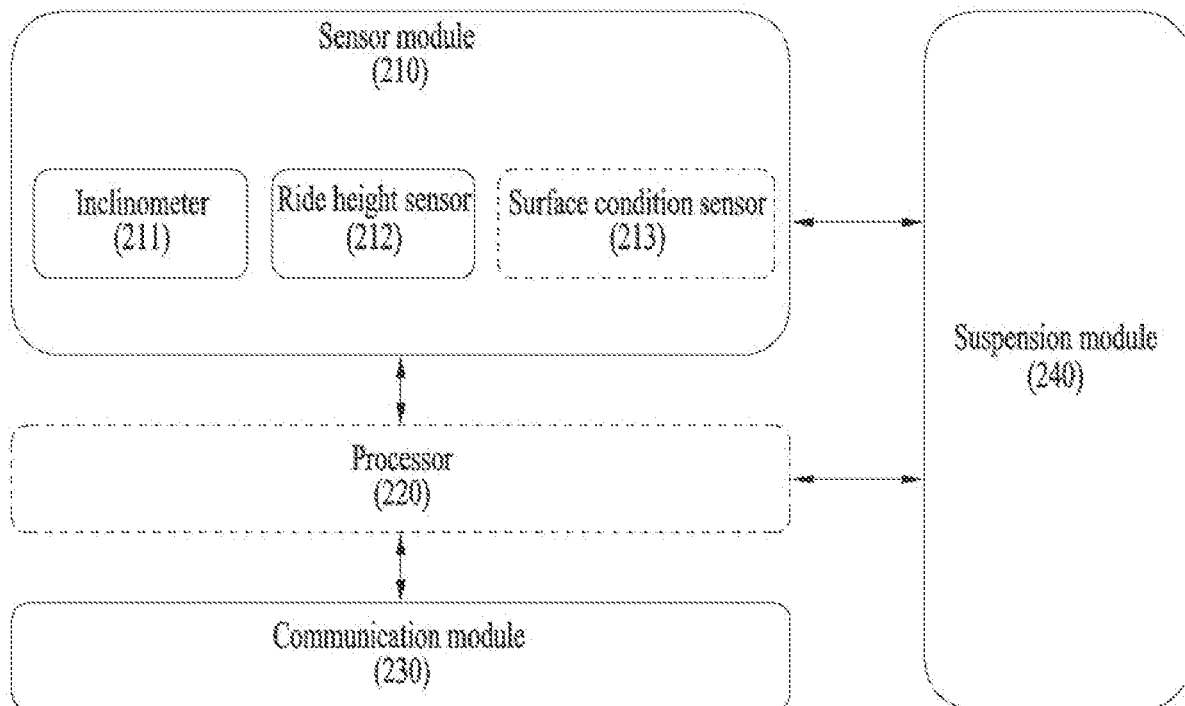 Sensor module
(210)
Inclinometer
(211)
Ride height sensor
(212)
Surface condition sensor
(213)
Suspension module
(240)
Processor
(220)
Communication module
(230)